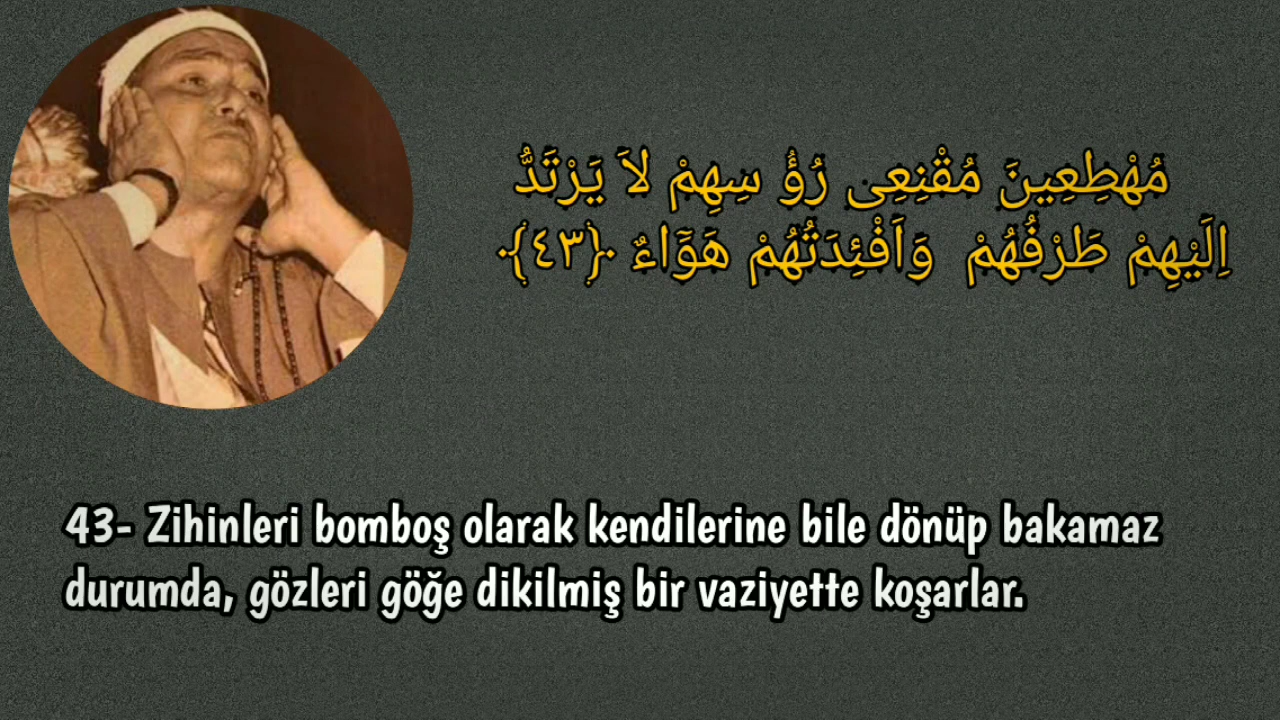 مُهْطِعِينَ مُقْنِعِى رُؤُ سِهِمْ لاَ يَرْتَدُّ
اِلَيْهِمْ طَرْفُهُمْ وَاَفْئِدَتُهُمْ هَوَٓاءٌ ﴿٤٣﴾
43- Zihinleri bomboş olarak kendilerine bile dönüp bakamaz
durumda, gözleri göğe dikilmiş bir vaziyette koşarlar.